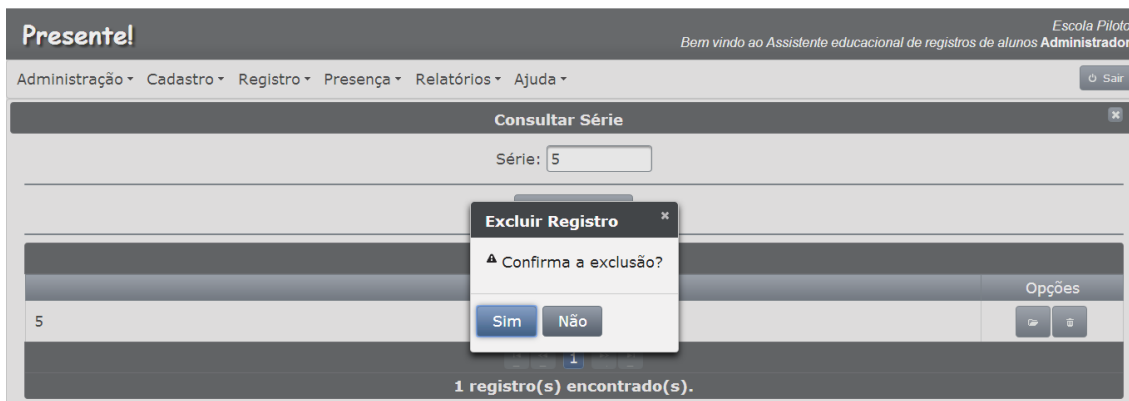 Presente!
Escola Piloto
Bem vindo ao Assistente educacional de registros de alunos Administrador
Administração Cadastro Registro Presença Relatórios Ajuda
Sair
Consultar Série
Série: 5
Excluir Registro
Confirma a exclusão?
Opções
Sim Não
5
1
1 registro(s) encontrado(s).